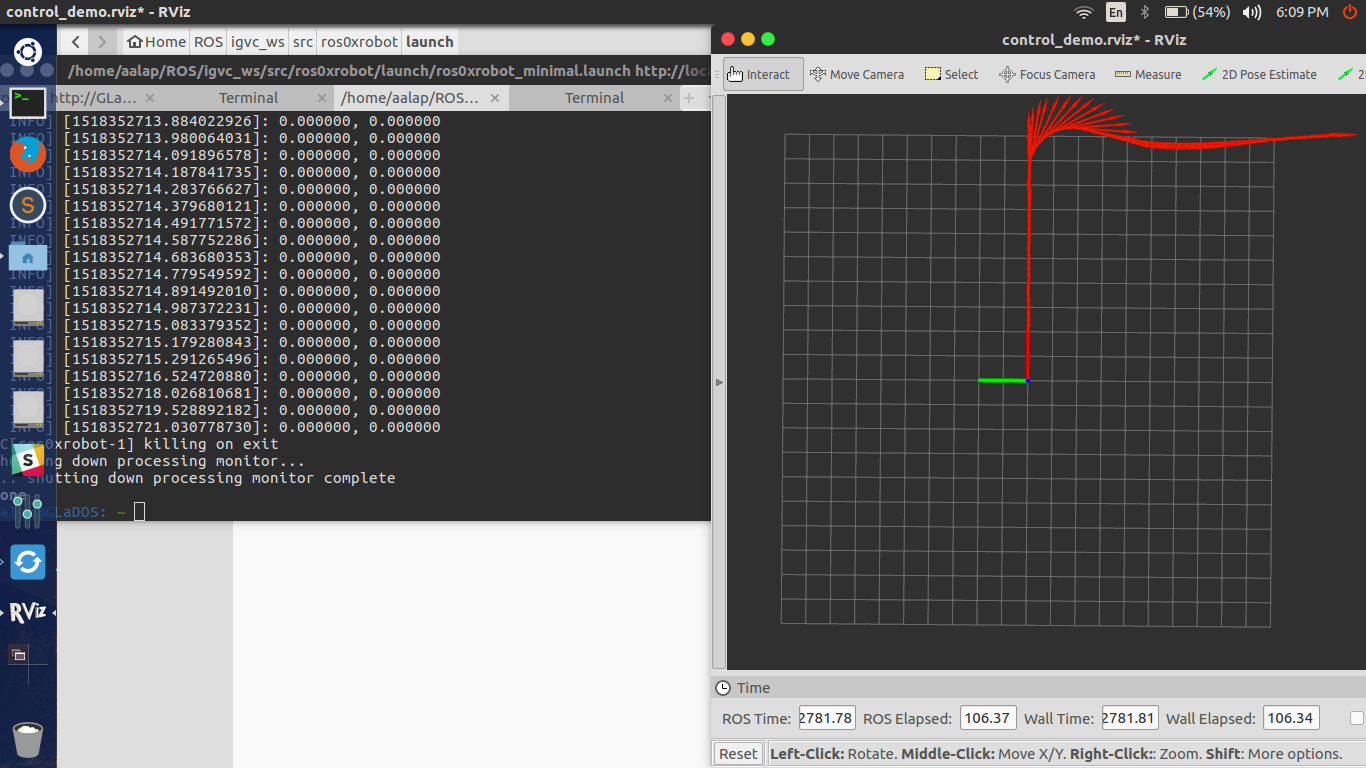 control_demo.rviz* - RViz
En
(54%)
6:09 PM
Home ROS igvc_ws src ros0xrobot launch
/home/aalap/ROS/igvc_ws/src/ros0xrobot/launch/ros0xrobot_minimal.launch http://loc
http://GLa...
Terminal
/home/aalap/ROS...
Terminal
INFO] [1518352713.884022926]: 0.000000, 0.000000
INFO] [1518352713.980064031]: 0.000000, 0.000000
INFO] [1518352714.091896578]: 0.000000, 0.000000
INFO] [1518352714.187841735]: 0.000000, 0.000000
INFO] [1518352714.283766627]: 0.000000, 0.000000
INFO] [1518352714.379680121]: 0.000000, 0.000000
INFO] [1518352714.491771572]: 0.000000, 0.000000
INFO] [1518352714.587752286]: 0.000000, 0.000000
INFO] [1518352714.683680353]: 0.000000, 0.000000
INFO] [1518352714.779549592]: 0.000000, 0.000000
INFO] [1518352714.891492010]: 0.000000, 0.000000
INFO] [1518352714.987372231]: 0.000000, 0.000000
INFO] [1518352715.083379352]: 0.000000, 0.000000
INFO] [1518352715.179280843]: 0.000000, 0.000000
INFO] [1518352715.291265496]: 0.000000, 0.000000
INFO] [1518352716.524720880]: 0.000000, 0.000000
INFO] [1518352718.026810681]: 0.000000, 0.000000
INFO] [1518352719.528892182]: 0.000000, 0.000000
INFO] [1518352721.030778730]: 0.000000, 0.000000
C[ros0xrobot-1] killing on exit
ng down processing monitor...
.. shutting down processing monitor complete
one
GLaDOS: ~
S
S
RViz
control_demo.rviz* - RViz
Interact Move Camera Select Focus Camera Measure 2D Pose Estimate 2
Time
ROS Time: 2781.78 ROS Elapsed: 106.37 Wall Time: 2781.81 Wall Elapsed: 106.34
Reset Left-Click: Rotate. Middle-Click: Move X/Y. Right-Click:: Zoom. Shift: More options.